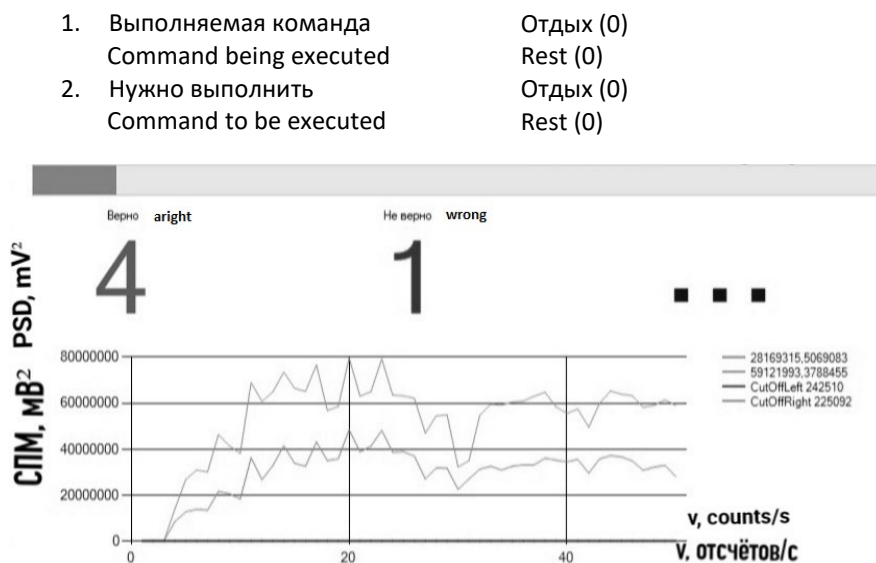 1. Выполняемая команда Отдых (0)
Command being executed Rest (0)
2. Нужно выполнить Отдых (0)
Command to be executed Rest (0)
Верно aright Не верно wrong
4 1 ...
СПМ, мВ² PSD, mV²
80000000
60000000
40000000
20000000
0
0 20 40
28169315,5069083
59121993,3788455
CutOffLeft 242510
CutOffRight 225092
v, counts/s
v, отсчётов/с